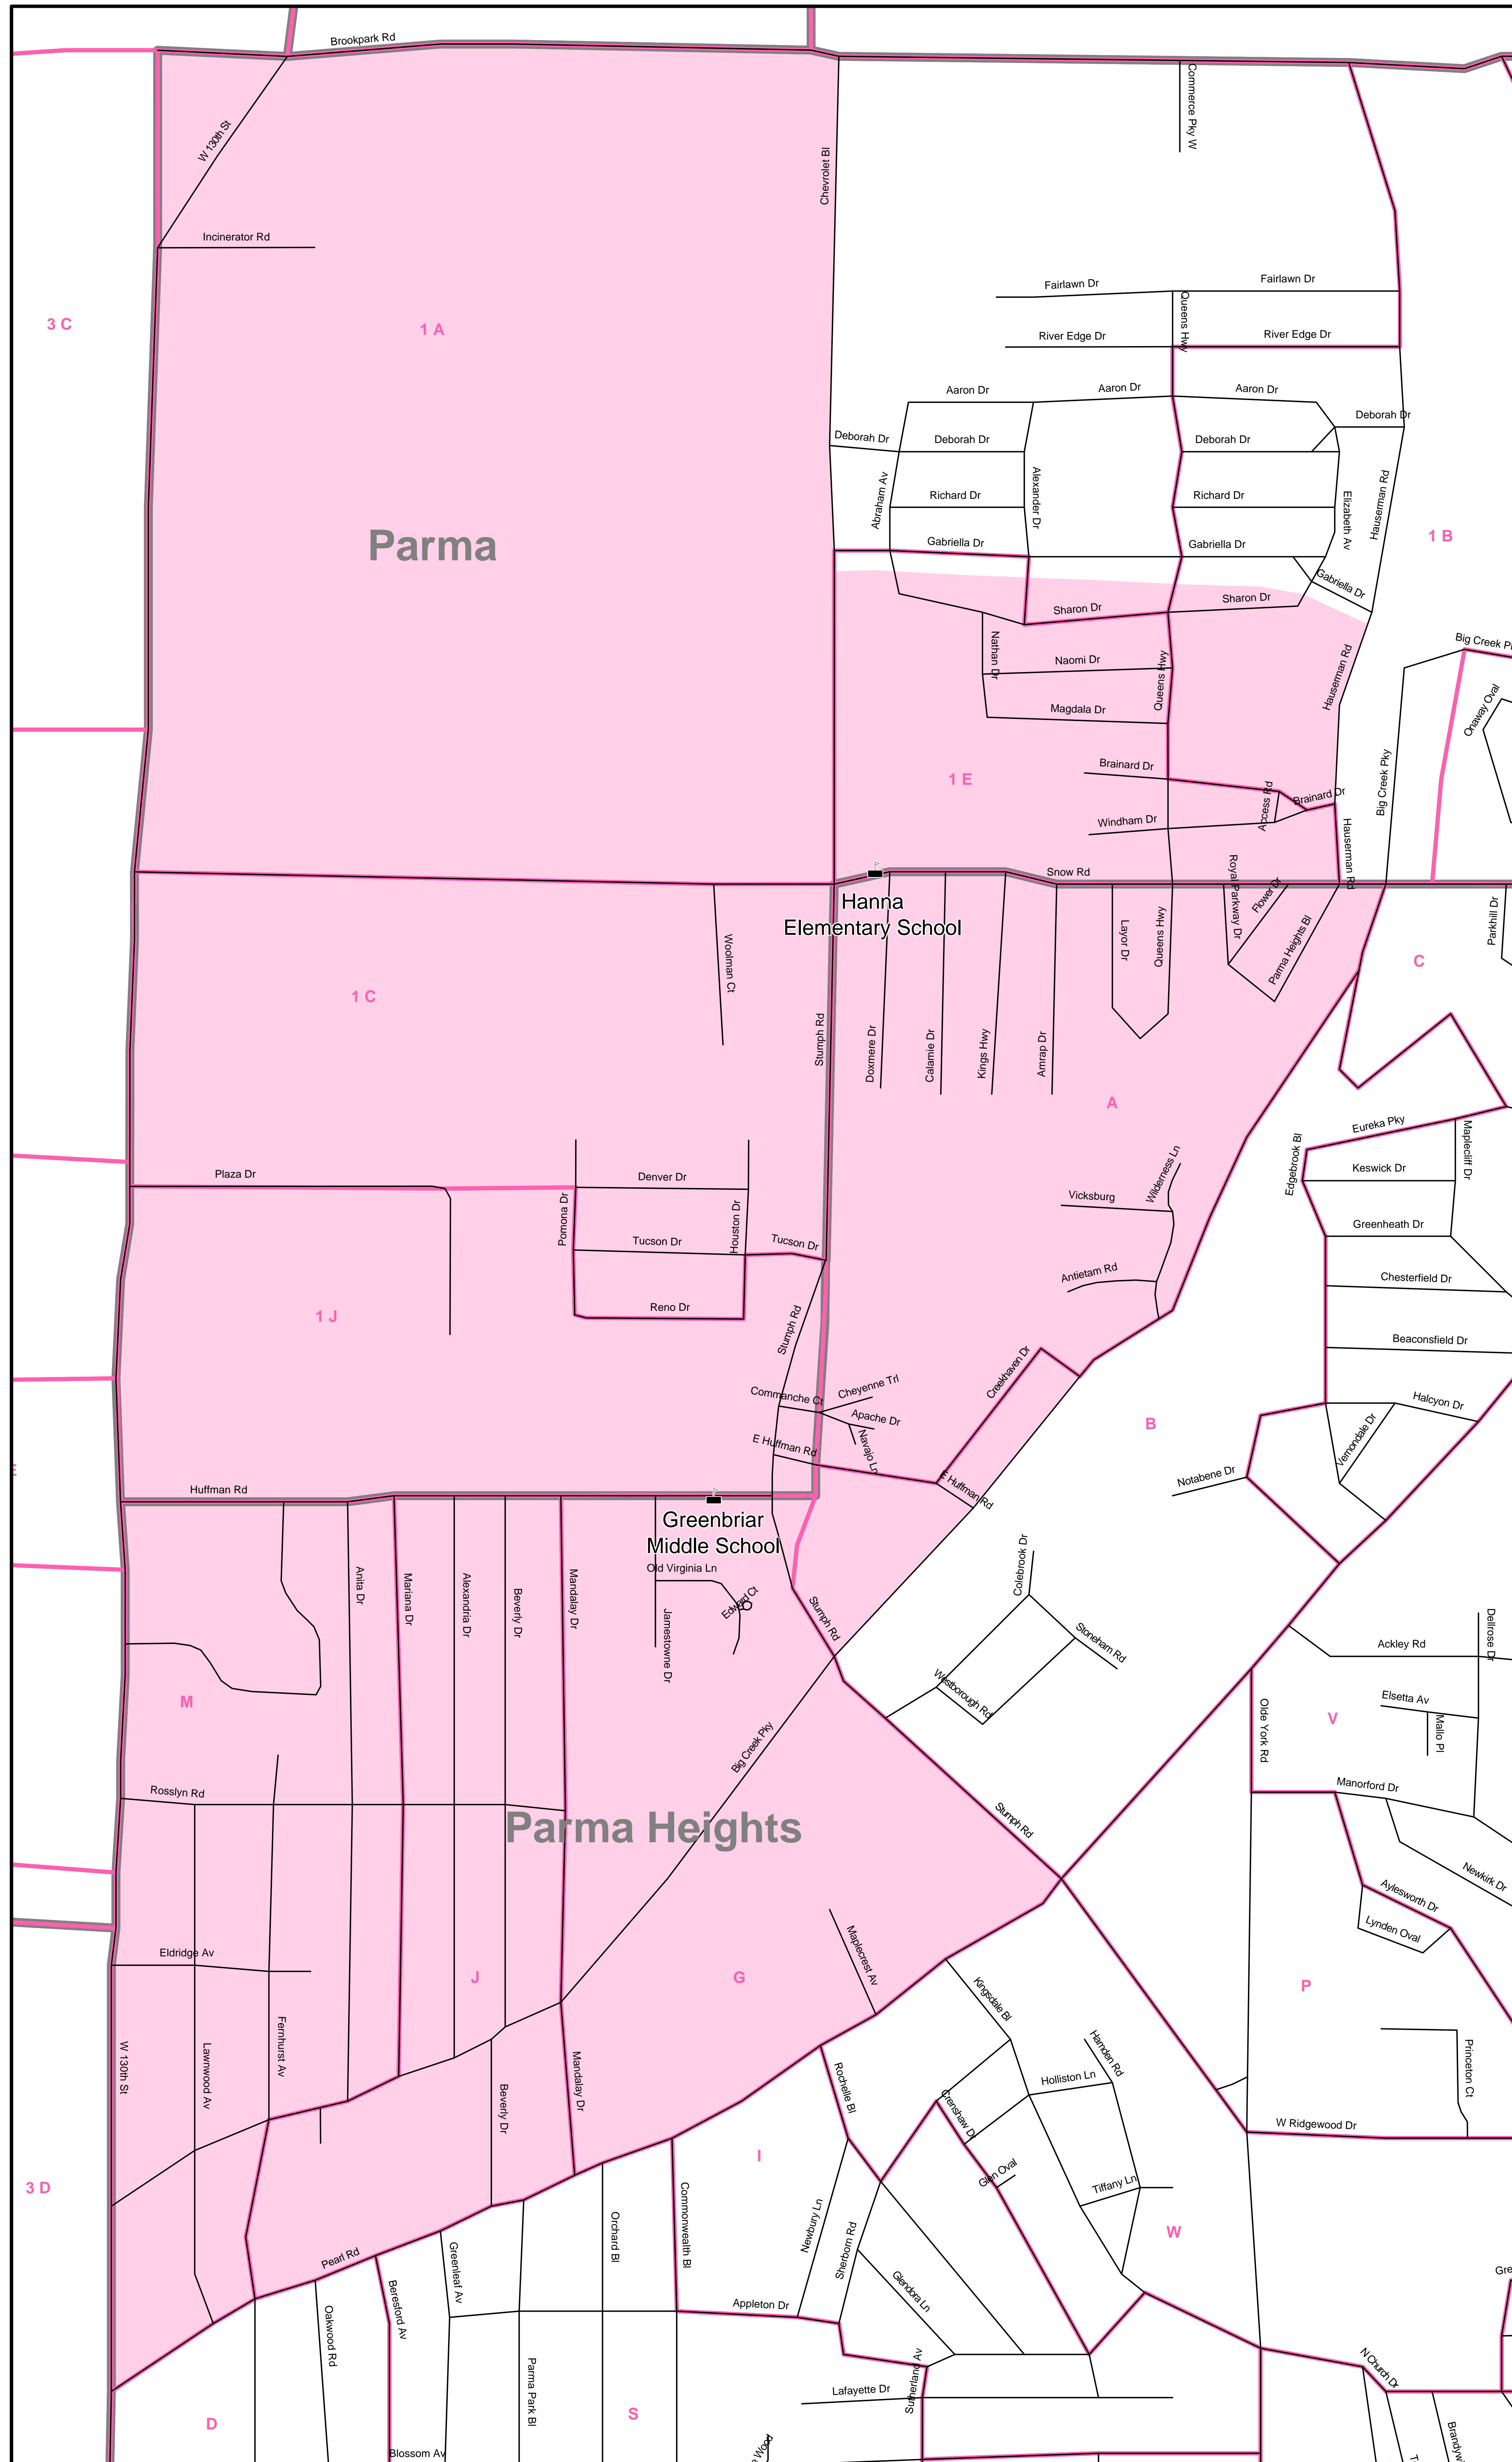 Brookpark Rd
W 130th St
Commerce Pky W
Chevrolet Bl
Incinerator Rd
3 C
1 A
Fairlawn Dr
Fairlawn Dr
Queens Hwy
River Edge Dr
River Edge Dr
Aaron Dr
Aaron Dr
Aaron Dr
Deborah Dr
Deborah Dr
Deborah Dr
Deborah Dr
Abraham Av
Alexander Dr
Richard Dr
Richard Dr
Elizabeth Av
Hauserman Rd
1 B
Parma
Gabriella Dr
Gabriella Dr
Gabriella Dr
Sharon Dr
Sharon Dr
Nathan Dr
Naomi Dr
Queens Hwy
Hauserman Rd
Big Creek P
Onaway Oval
Magdala Dr
1 E
Brainard Dr
Brainard Dr
Access Rd
Big Creek Pky
Windham Dr
Hauserman Rd
Snow Rd
Hanna
Elementary School
Royal Parkway Dr
Flower Dr
Parma Heights Bl
Layor Dr
Queens Hwy
Parkhill Dr
C
Woolman Ct
1 C
Stumph Rd
Doxmere Dr
Calamie Dr
Kings Hwy
Amrap Dr
A
Eureka Pky
Maplecliff Dr
Edgebrook Bl
Keswick Dr
Wilderness Ln
Vicksburg
Plaza Dr
Denver Dr
Pomona Dr
Houston Dr
Tucson Dr
Tucson Dr
Greenheath Dr
Antietam Rd
Chesterfield Dr
1 J
Reno Dr
Stumph Rd
Beaconsfield Dr
Creekhaven Dr
Commanche Ct
Cheyenne Trl
Apache Dr
Navajo Ln
E Huffman Rd
E Huffman Rd
B
Halcyon Dr
Vernondale Dr
Notabene Dr
E
Huffman Rd
Greenbriar
Middle School
Old Virginia Ln
Edward Ct
Jamestowne Dr
Anita Dr
Mariana Dr
Alexandria Dr
Beverly Dr
Mandalay Dr
Stumph Rd
Colebrook Dr
Stoneham Rd
Westborough Rd
Dellrose Dr
Ackley Rd
M
Elsetta Av
Mallo Pl
V
Olde York Rd
Big Creek Pky
Rosslyn Rd
Manorford Dr
Parma Heights
Stumph Rd
Newkirk Dr
Aylesworth Dr
Lynden Oval
Maplecrest Av
Eldridge Av
J
G
P
Kingsdale Bl
W 130th St
Lawnwood Av
Fernhurst Av
Hamden Rd
Princeton Ct
Mandalay Dr
Beverly Dr
Rochelle Bl
Holliston Ln
Crenshaw Dr
W Ridgewood Dr
I
3 D
Glen Oval
Tiffany Ln
Commonwealth Bl
Newbury Ln
Sherborn Rd
W
Orchard Bl
Pearl Rd
Greenleaf Av
Gre
Beresford Av
Glendora Ln
Appleton Dr
Oakwood Rd
Parma Park Bl
N Church Dr
Sutherland Av
Lafayette Dr
D
S
Blossom Av
Wood
Brandyw